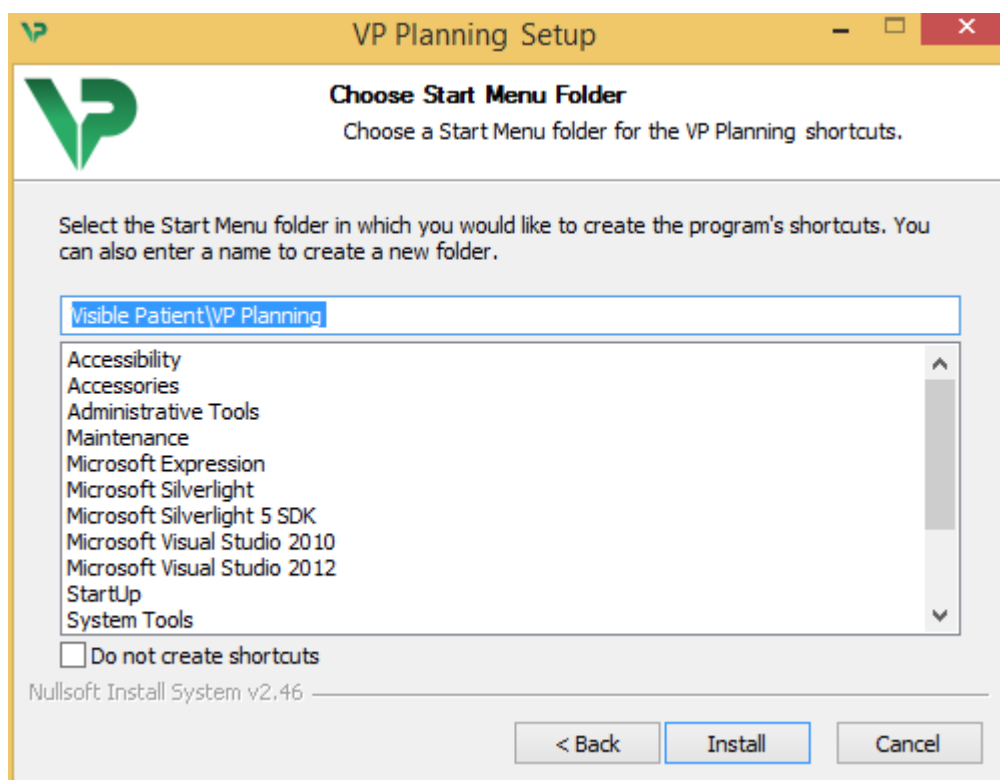 VP Planning Setup
Choose Start Menu Folder
Choose a Start Menu folder for the VP Planning shortcuts.
Select the Start Menu folder in which you would like to create the program's shortcuts. You
can also enter a name to create a new folder.
Visible Patient\VP Planning
Accessibility
Accessories
Administrative Tools
Maintenance
Microsoft Expression
Microsoft Silverlight
Microsoft Silverlight 5 SDK
Microsoft Visual Studio 2010
Microsoft Visual Studio 2012
StartUp
System Tools
Do not create shortcuts
Nullsoft Install System v2.46
< Back Install Cancel